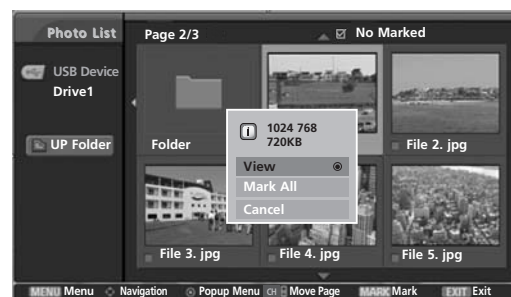 Photo List
Page 2/3
No Marked
USB Device
Drive1
UP Folder
Folder
File 2. jpg
i
1024 768
720KB
View
Mark All
Cancel
File 3. jpg
File 4. jpg
File 5. jpg
MENU Menu Navigation Popup Menu CH Move Page MARK Mark EXIT Exit